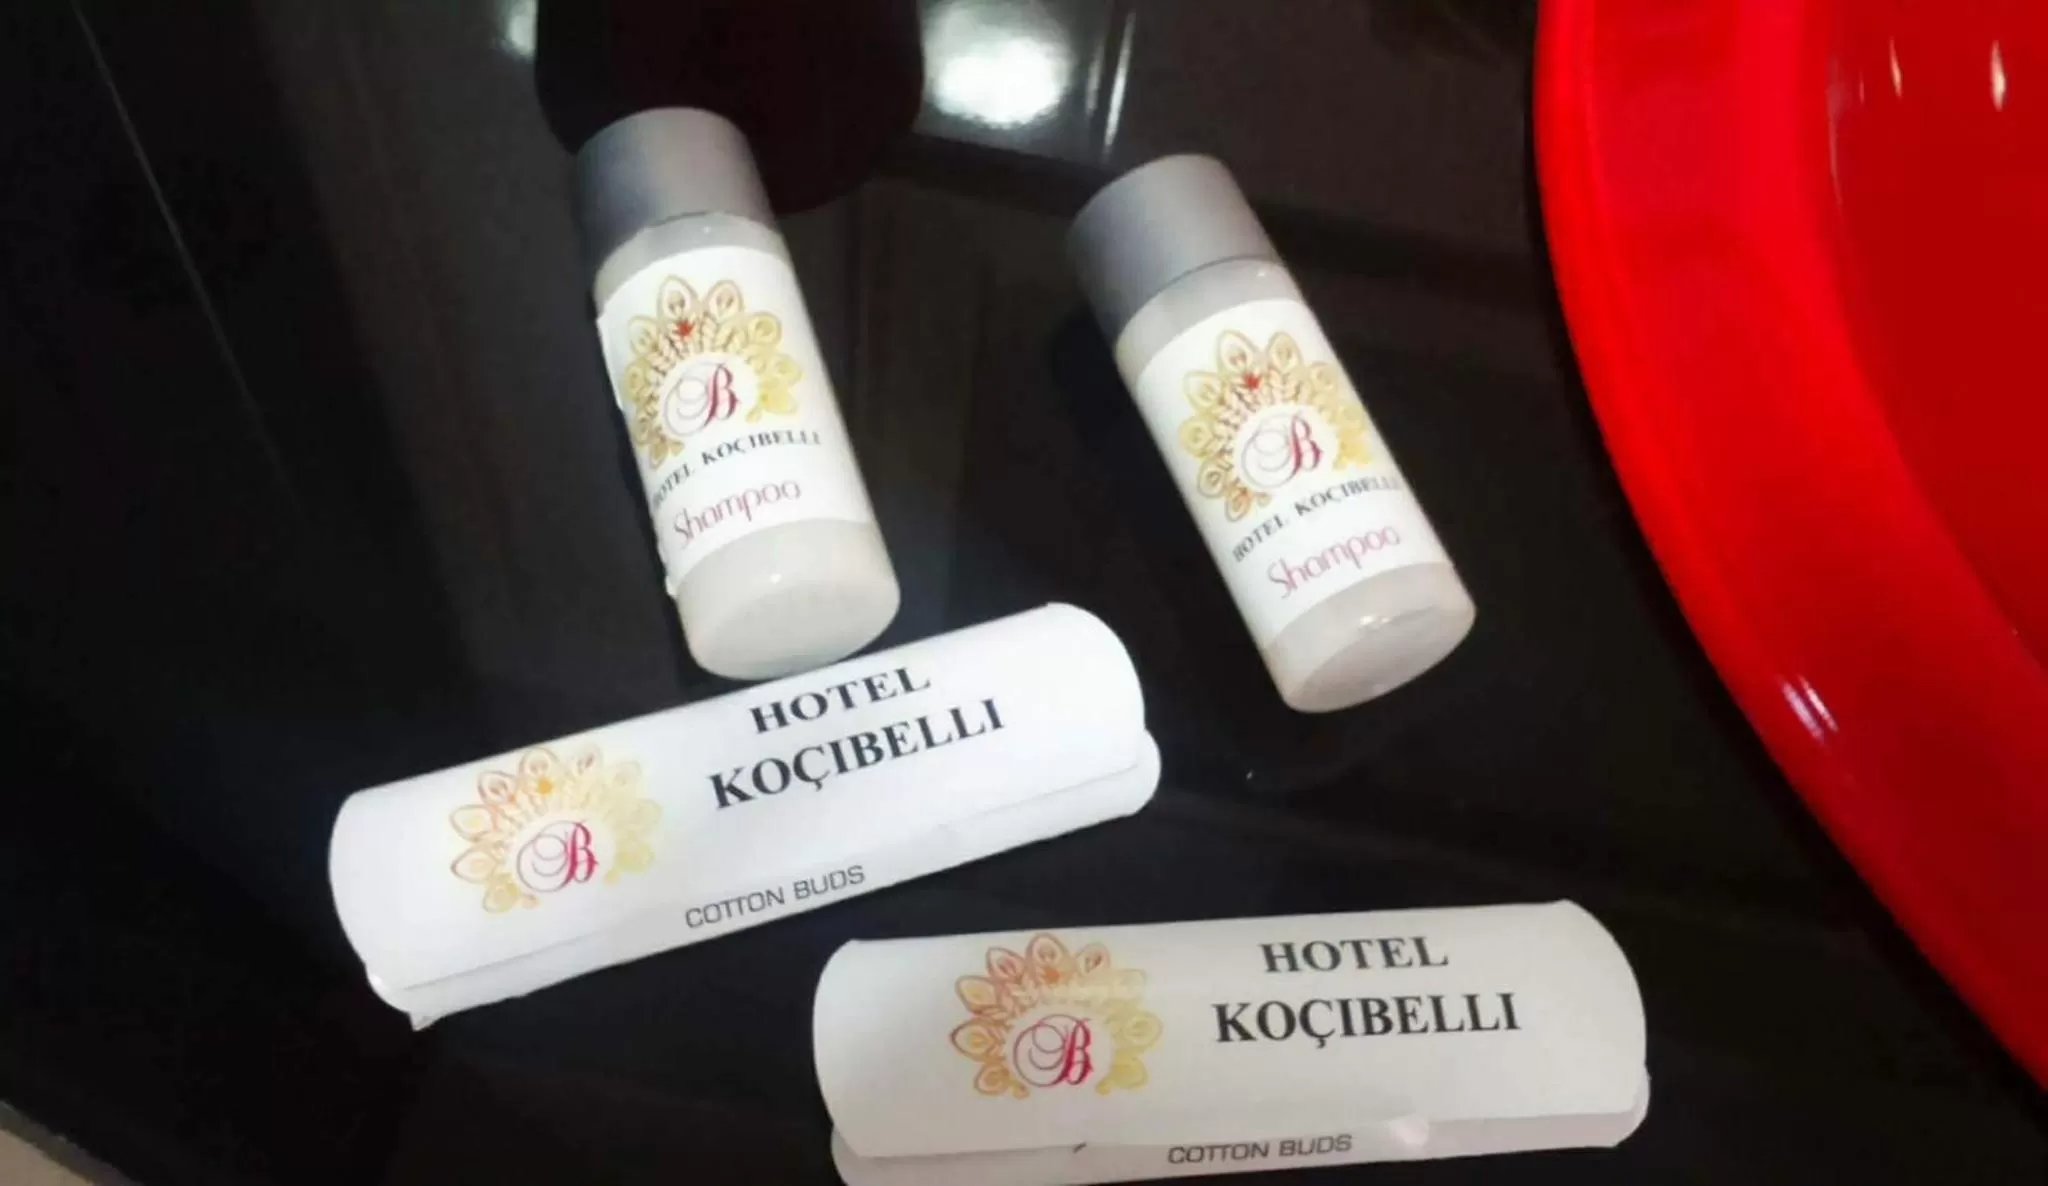 B
HOTEL KOÇIBELLI
Shampoo
B
HOTEL KOÇIBELLI
Shampoo
HOTEL
KOÇIBELLI
B
COTTON BUDS
HOTEL
KOÇIBELLI
B
COTTON BUDS